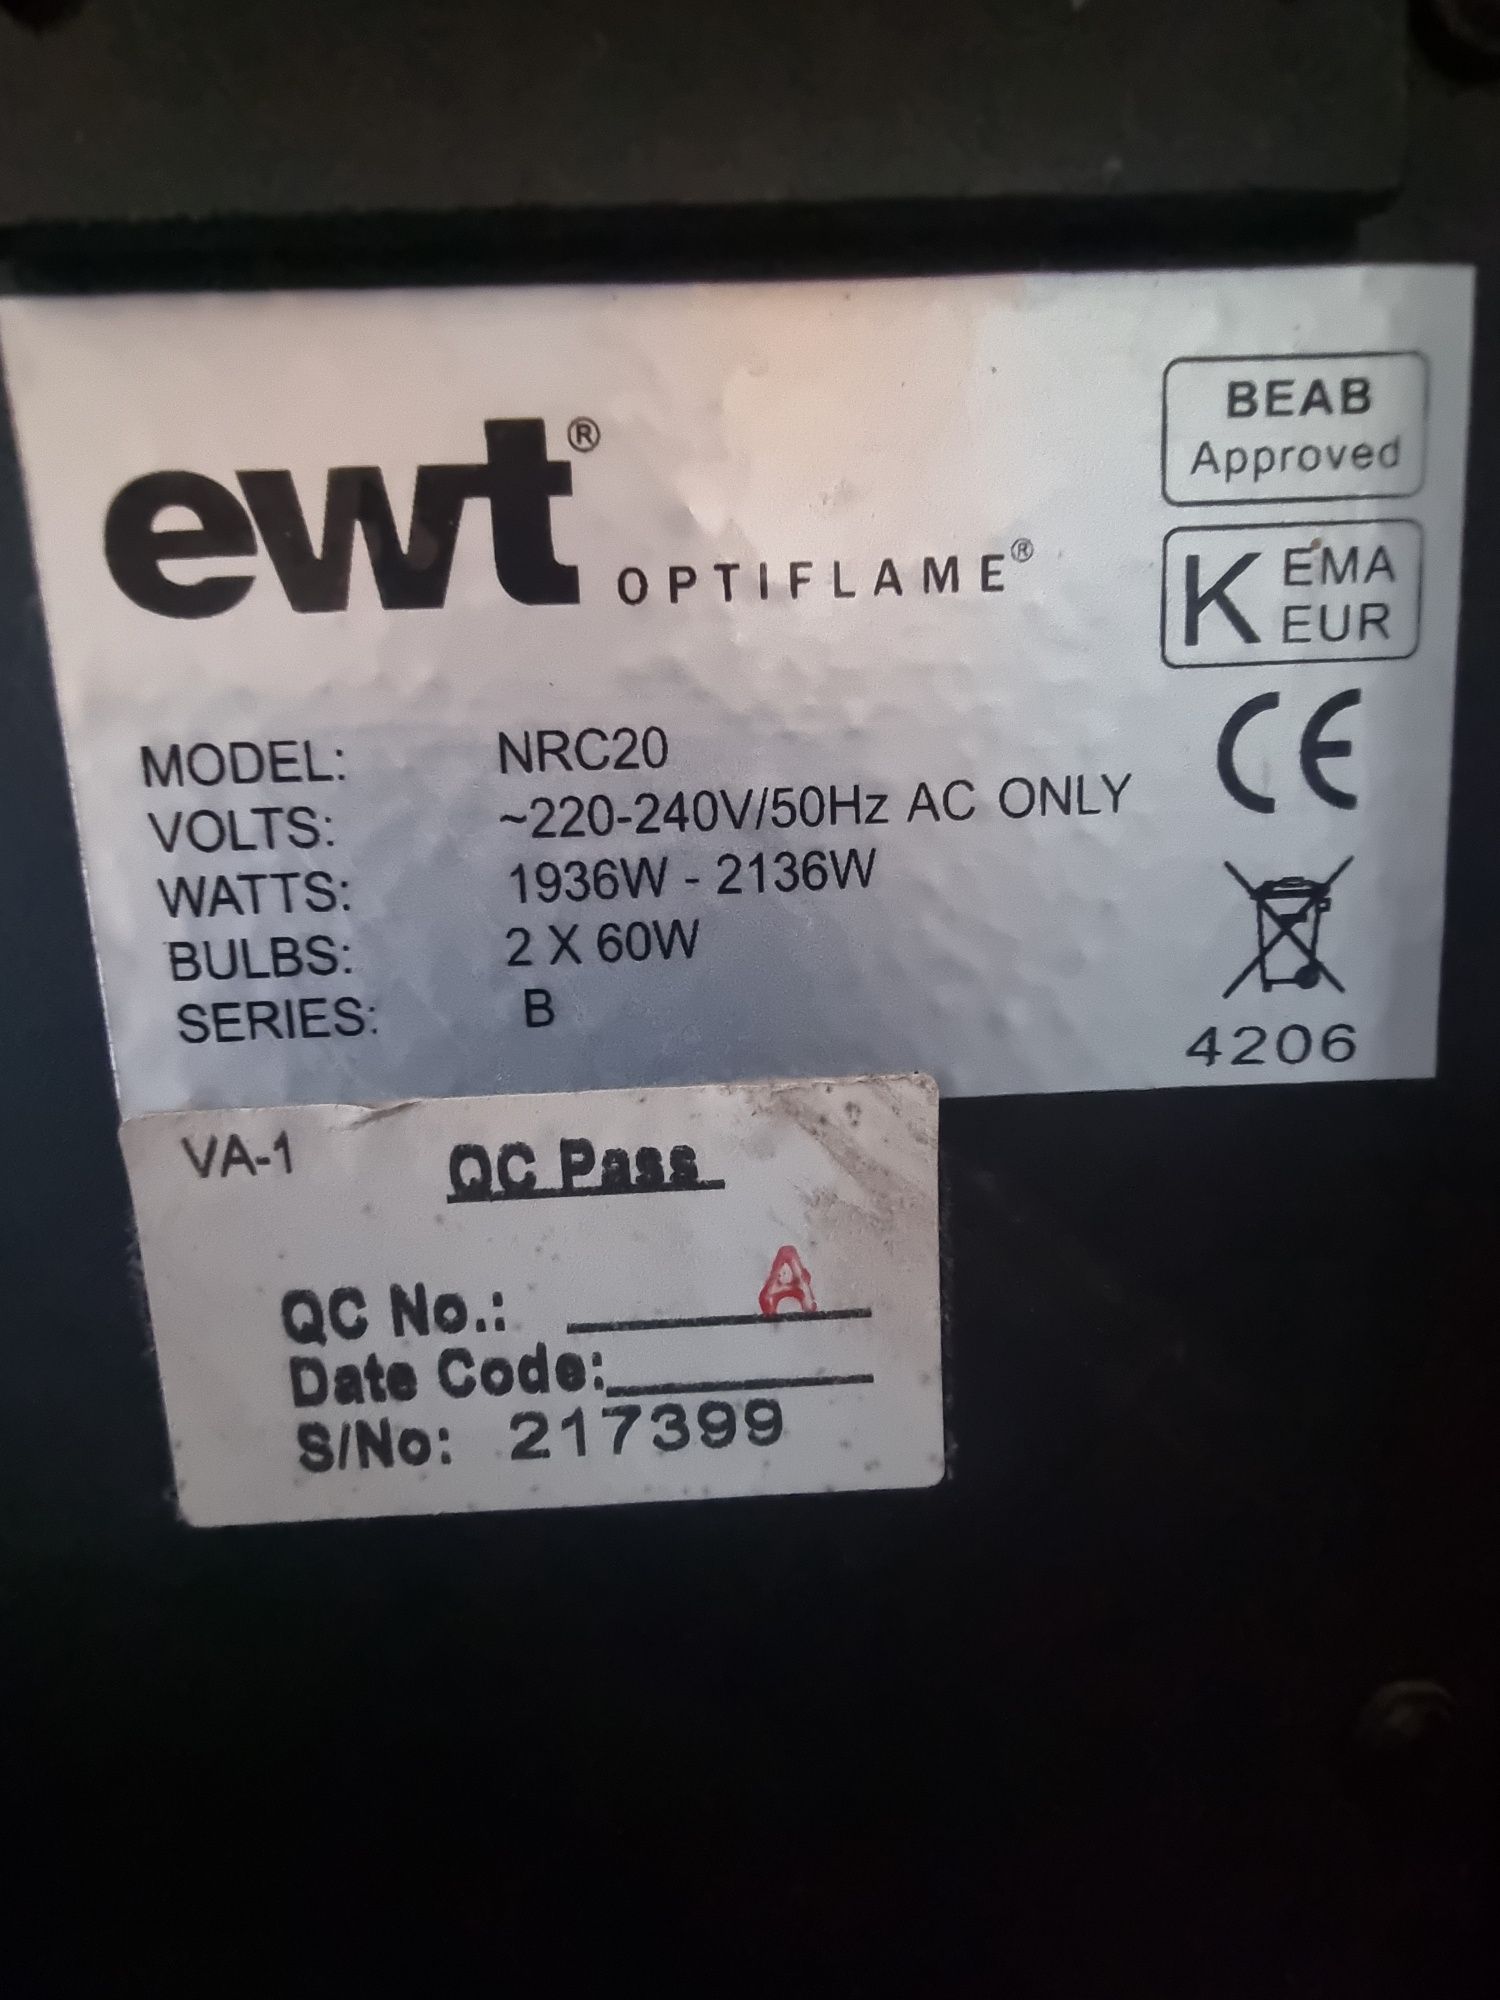 ewt® OPTIFLAME®
BEAB
Approved
KEMA
EUR
CE
MODEL: NRC20
VOLTS: ~220-240V/50Hz AC ONLY
WATTS: 1936W - 2136W
BULBS: 2 X 60W
SERIES: B
4206
VA-1 QC Pass
QC No.: A
Date Code:
S/No: 217399